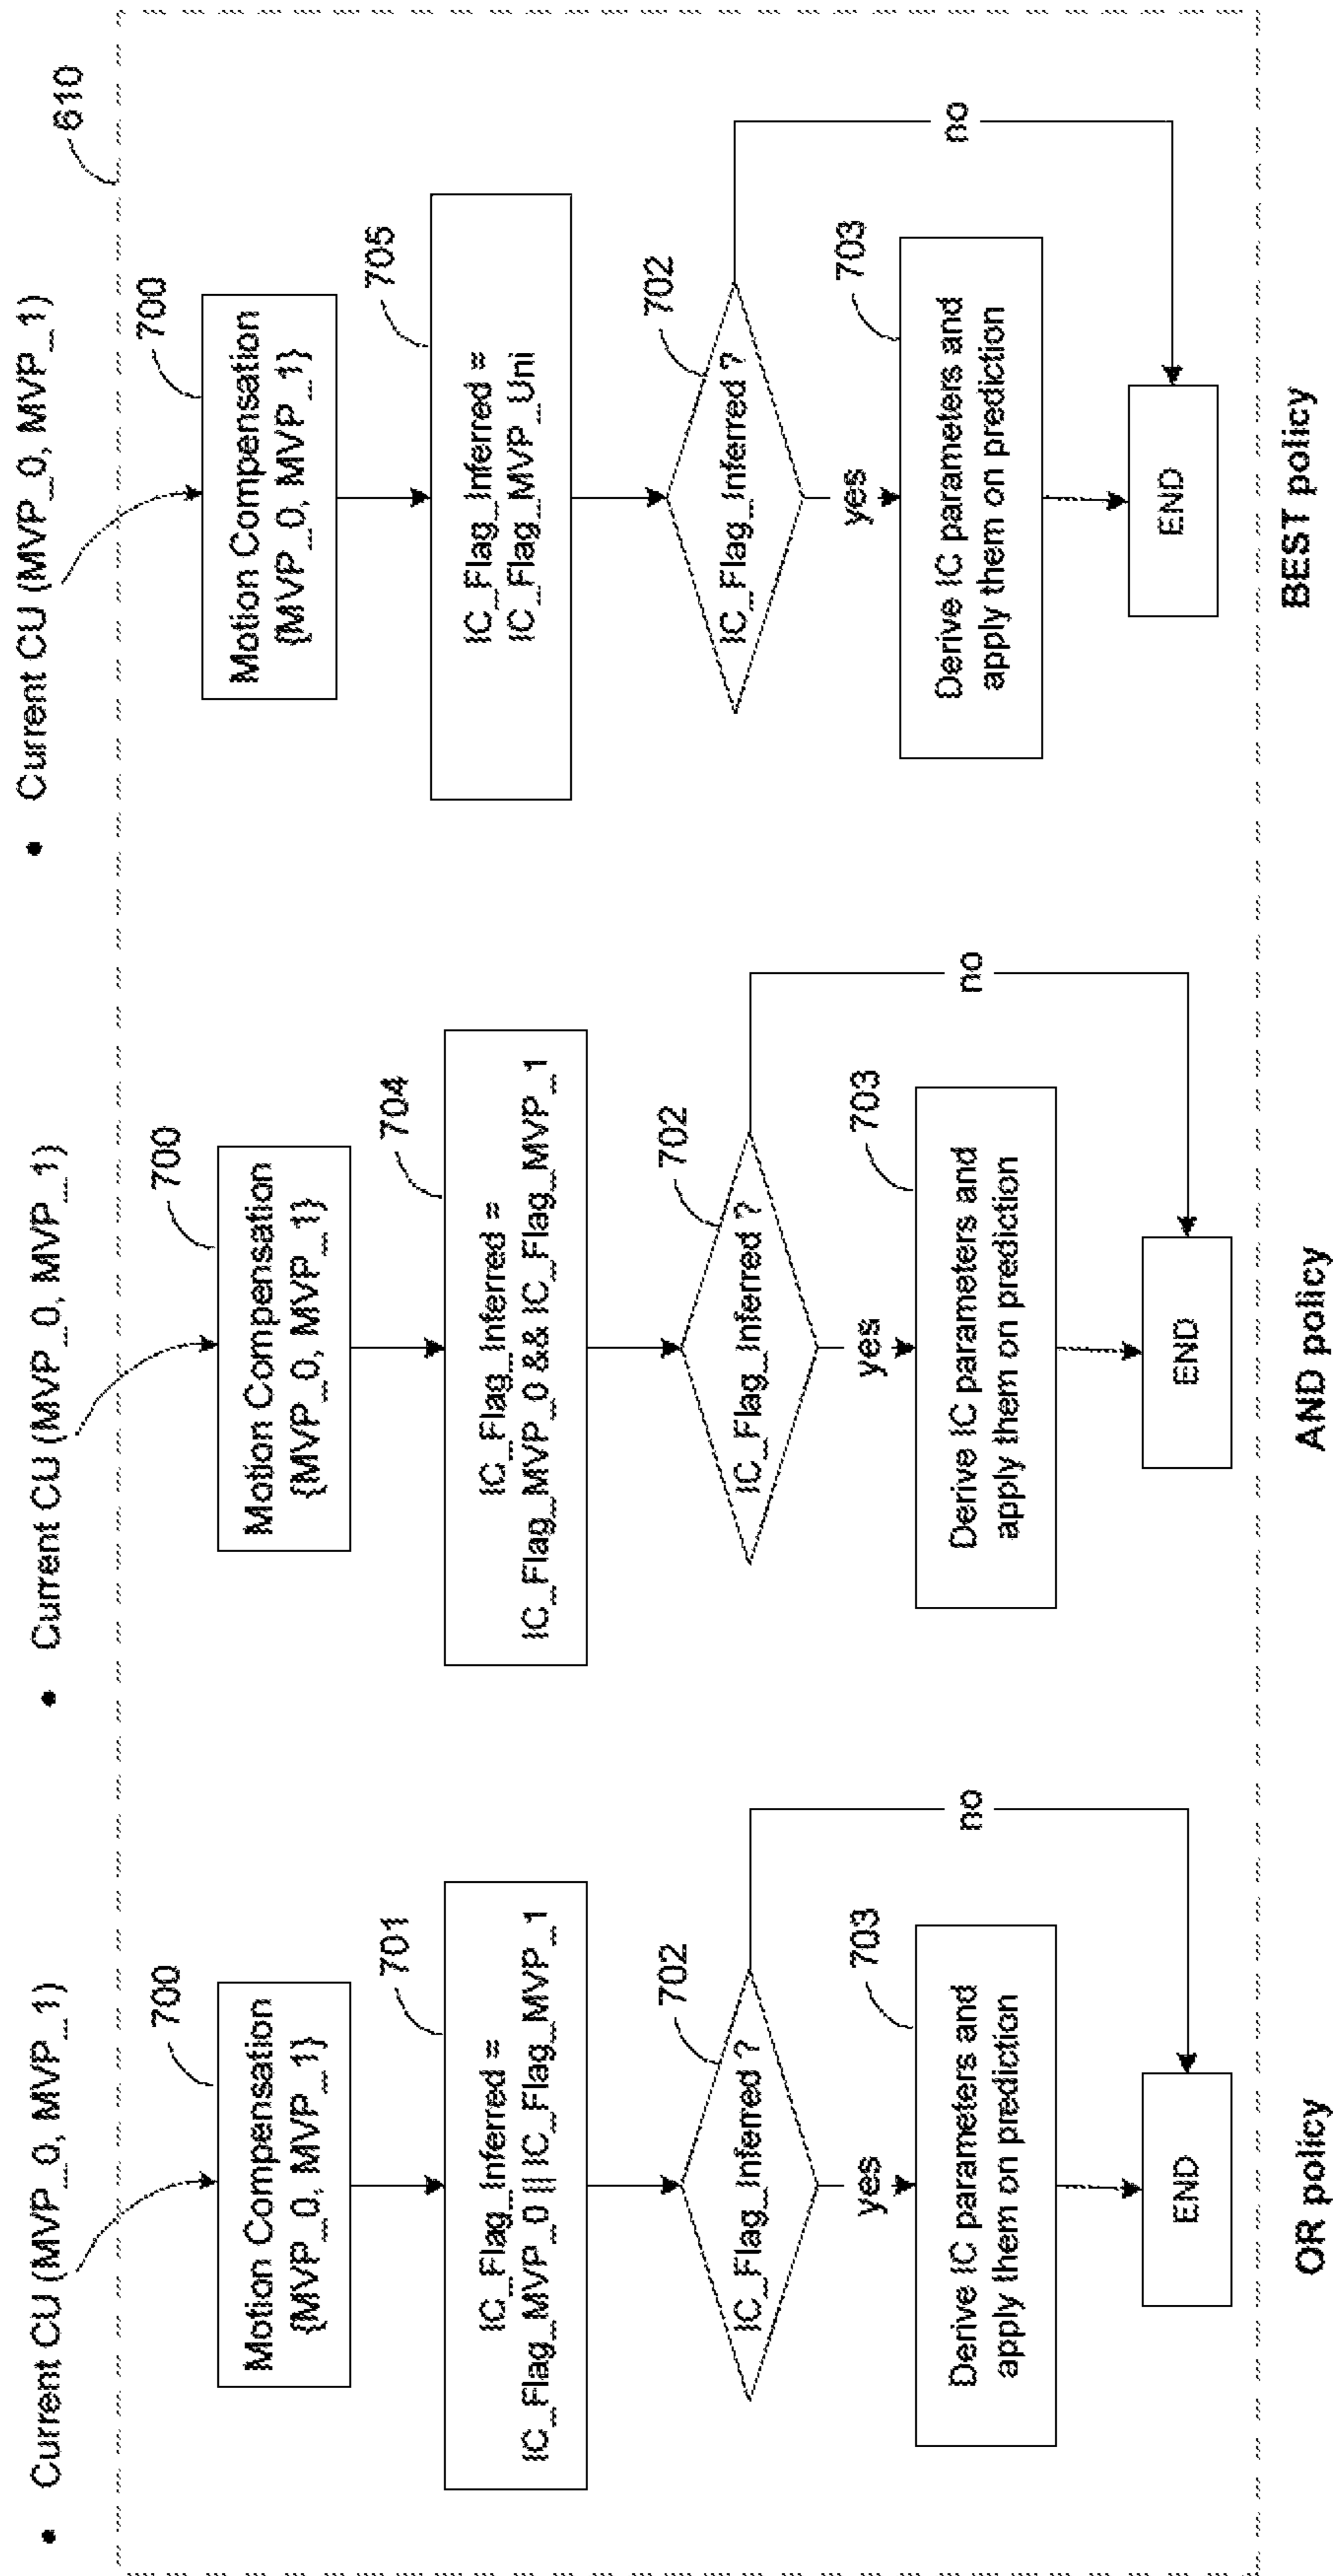 610
• Current CU (MVP_0, MVP_1)
700
Motion Compensation
{MVP_0, MVP_1}
701
IC_Flag_Inferred =
IC_Flag_MVP_0 || IC_Flag_MVP_1
702
IC_Flag_Inferred ?
yes
no
703
Derive IC parameters and
apply them on prediction
END
OR policy
• Current CU (MVP_0, MVP_1)
700
Motion Compensation
{MVP_0, MVP_1}
704
IC_Flag_Inferred =
IC_Flag_MVP_0 && IC_Flag_MVP_1
702
IC_Flag_Inferred ?
yes
no
703
Derive IC parameters and
apply them on prediction
END
AND policy
• Current CU (MVP_0, MVP_1)
700
Motion Compensation
{MVP_0, MVP_1}
705
IC_Flag_Inferred =
IC_Flag_MVP_Uni
702
IC_Flag_Inferred ?
yes
no
703
Derive IC parameters and
apply them on prediction
END
BEST policy